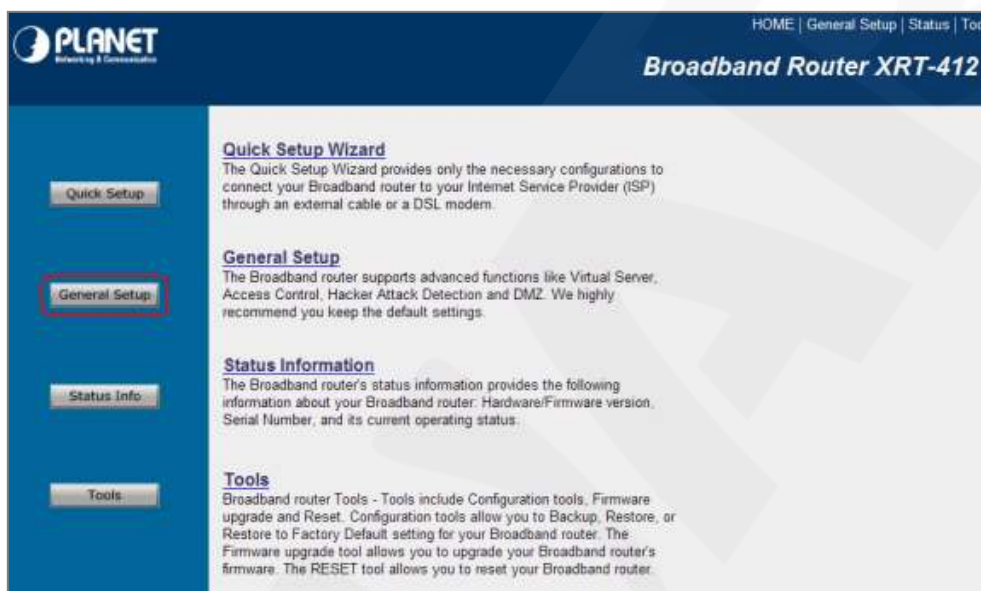 PLANET
Networking & Communication
HOME | General Setup | Status | Too
Broadband Router XRT-412
Quick Setup
General Setup
Status Info
Tools
Quick Setup Wizard
The Quick Setup Wizard provides only the necessary configurations to
connect your Broadband router to your Internet Service Provider (ISP)
through an external cable or a DSL modem.
General Setup
The Broadband router supports advanced functions like Virtual Server,
Access Control, Hacker Attack Detection and DMZ. We highly
recommend you keep the default settings.
Status Information
The Broadband router's status information provides the following
information about your Broadband router: Hardware/Firmware version,
Serial Number, and its current operating status.
Tools
Broadband router Tools - Tools include Configuration tools, Firmware
upgrade and Reset. Configuration tools allow you to Backup, Restore, or
Restore to Factory Default setting for your Broadband router. The
Firmware upgrade tool allows you to upgrade your Broadband router's
firmware. The RESET tool allows you to reset your Broadband router.